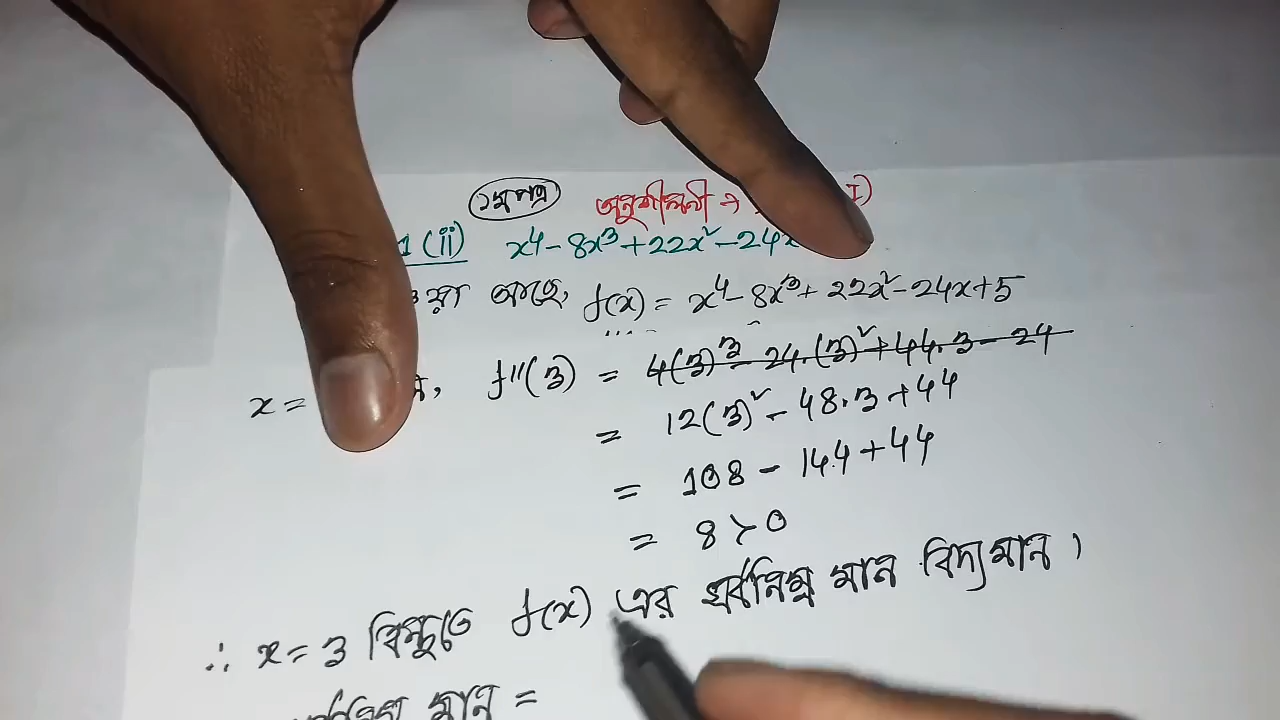 ১মপত্র অনুশীলনী → I)
1 (ii) x⁴ - 8x³ + 22x² - 24x
আছে, f(x) = x⁴ - 8x³ + 22x² - 24x + 5
x = f''(3) = 4(3)³ - 24.(3)² + 44.3 - 24
= 12(3)² - 48.3 + 44
= 108 - 144 + 44
= 8 > 0
∴ x = 3 বিন্দুতে f(x) এর সর্বনিম্ন মান বিদ্যমান।
মান =